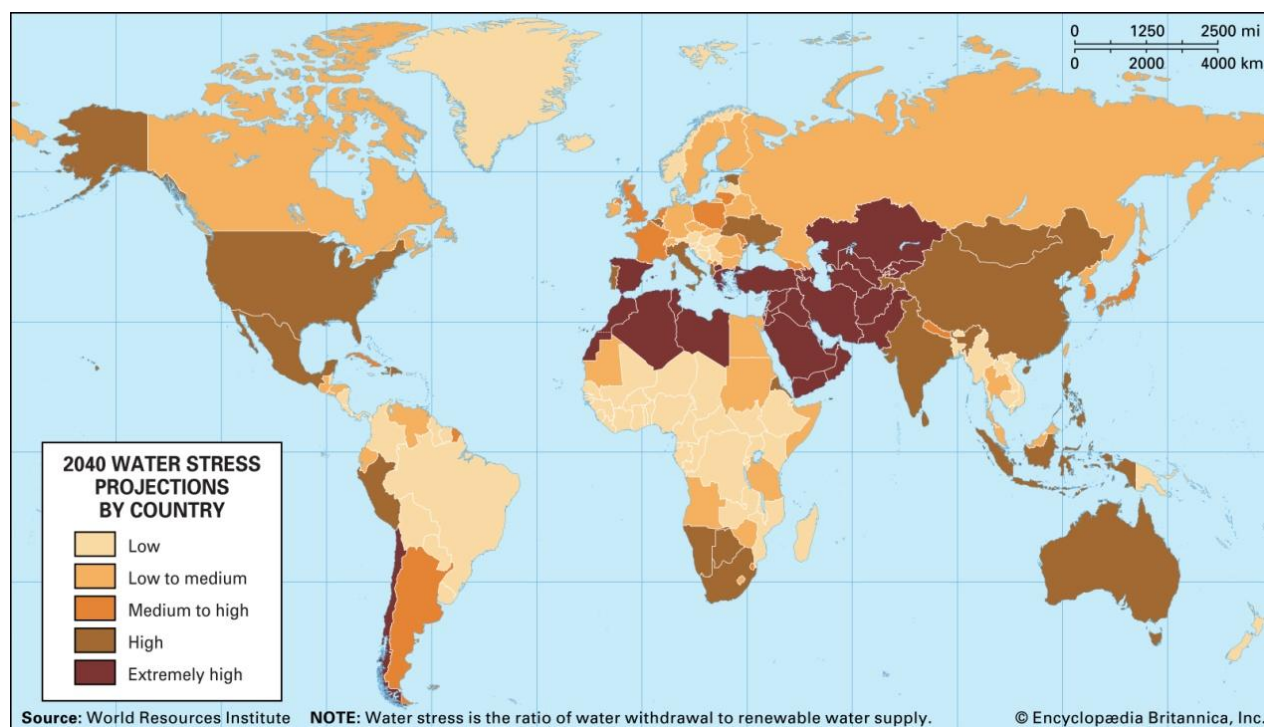 0 1250 2500 mi
0 2000 4000 km
2040 WATER STRESS
PROJECTIONS
BY COUNTRY
Low
Low to medium
Medium to high
High
Extremely high
Source: World Resources Institute NOTE: Water stress is the ratio of water withdrawal to renewable water supply. © Encyclopædia Britannica, Inc.